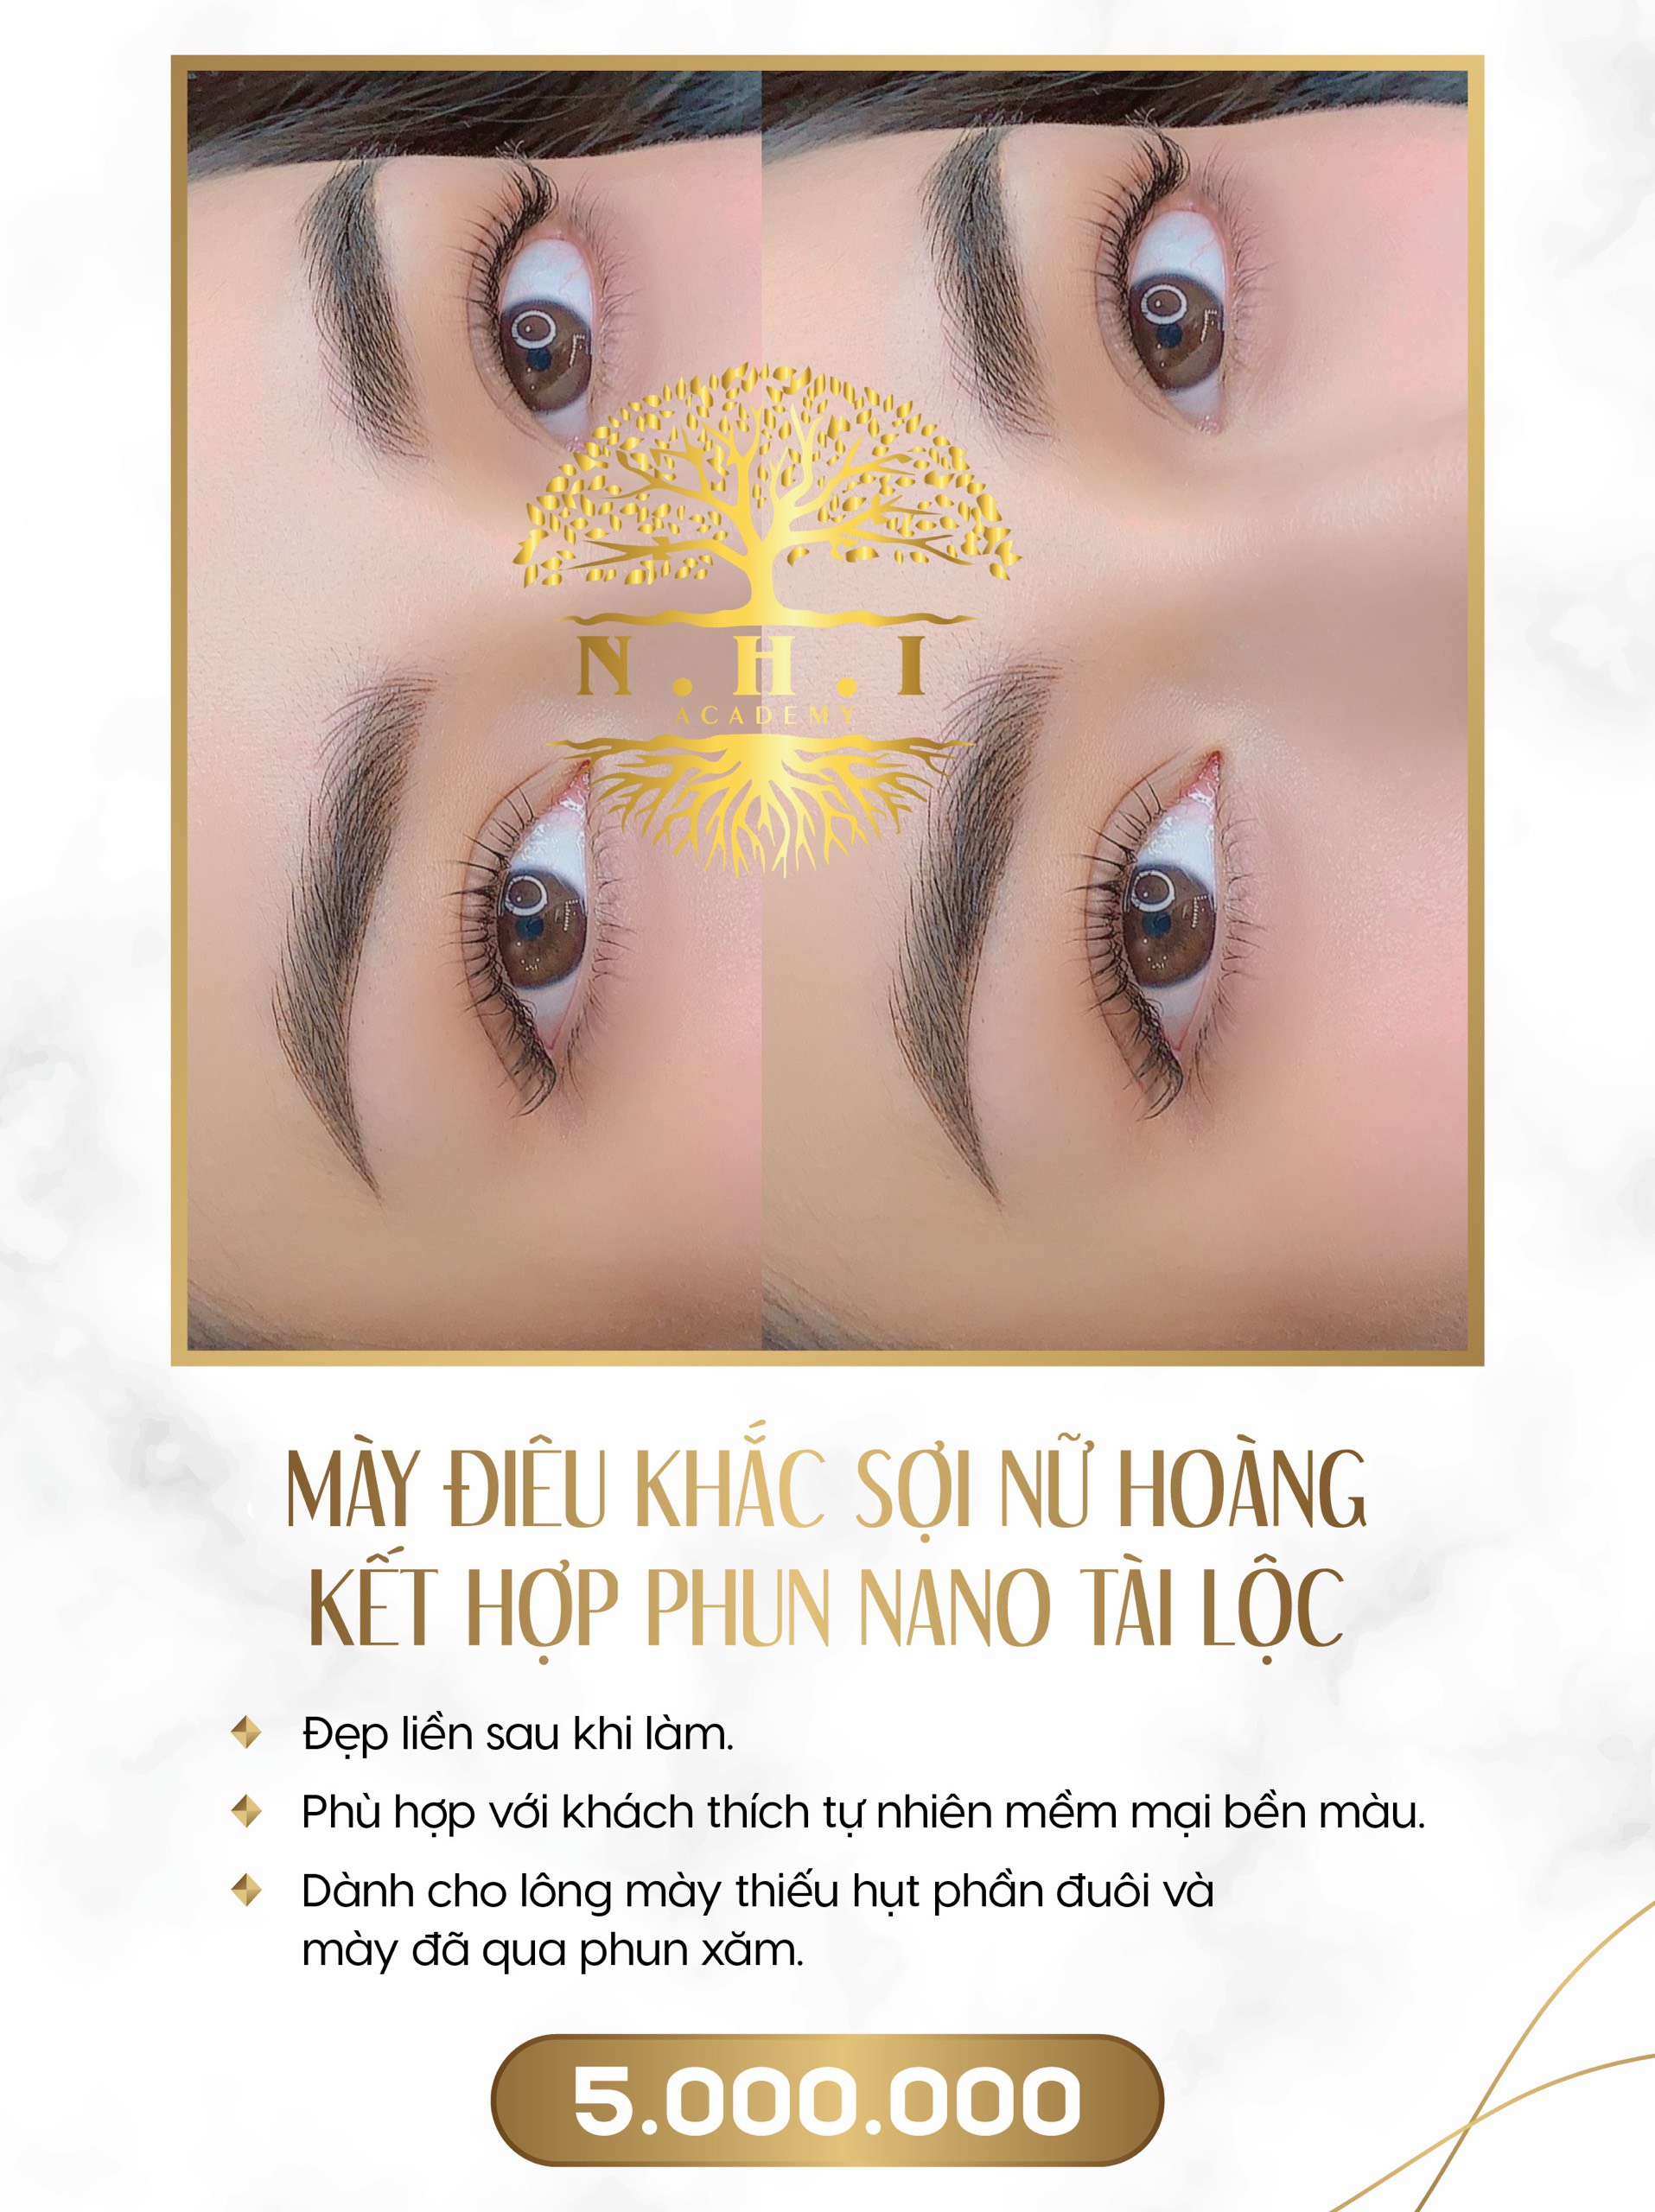 N.H.I
ACADEMY
MÀY ĐIÊU KHẮC SỢI NỮ HOÀNG
KẾT HỢP PHUN NANO TÀI LỘC
Đẹp liền sau khi làm.
Phù hợp với khách thích tự nhiên mềm mại bền màu.
Dành cho lông mày thiếu hụt phần đuôi và
mày đã qua phun xăm.
5.000.000